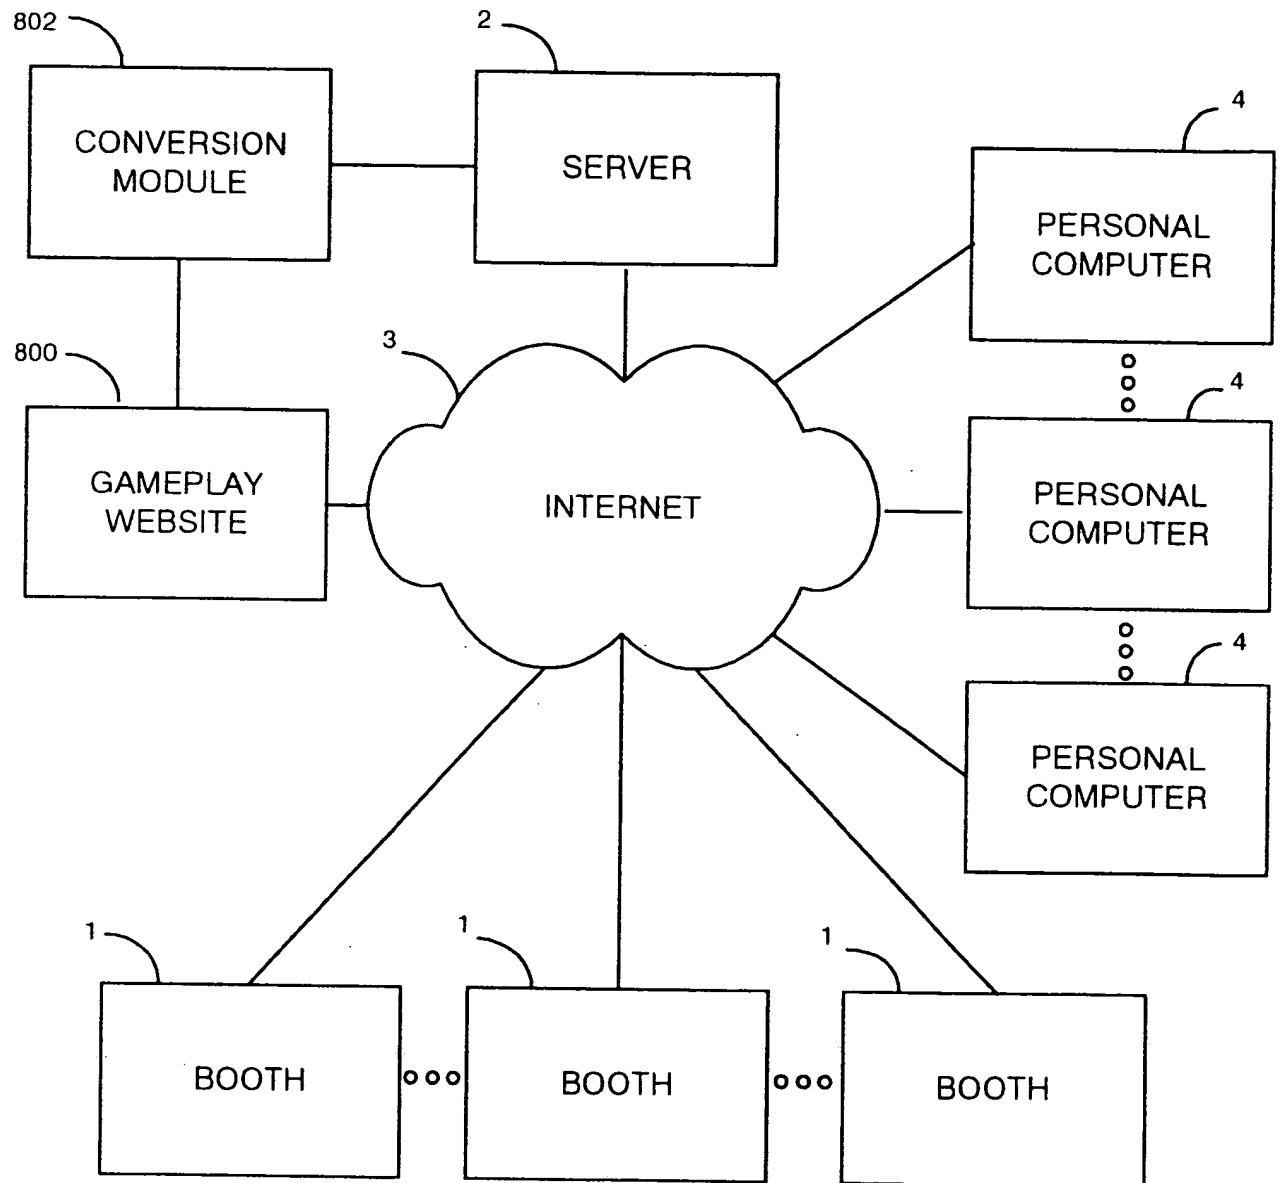 802
2
4
CONVERSION
MODULE
SERVER
PERSONAL
COMPUTER
800
3
4
GAMEPLAY
WEBSITE
INTERNET
PERSONAL
COMPUTER
4
PERSONAL
COMPUTER
1
1
1
BOOTH
BOOTH
BOOTH